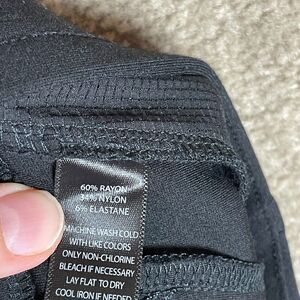 60% RAYON
34% NYLON
6% ELASTANE
MACHINE WASH COLD
WITH LIKE COLORS
ONLY NON-CHLORINE
BLEACH IF NECESSARY
LAY FLAT TO DRY
COOL IRON IF NEEDED